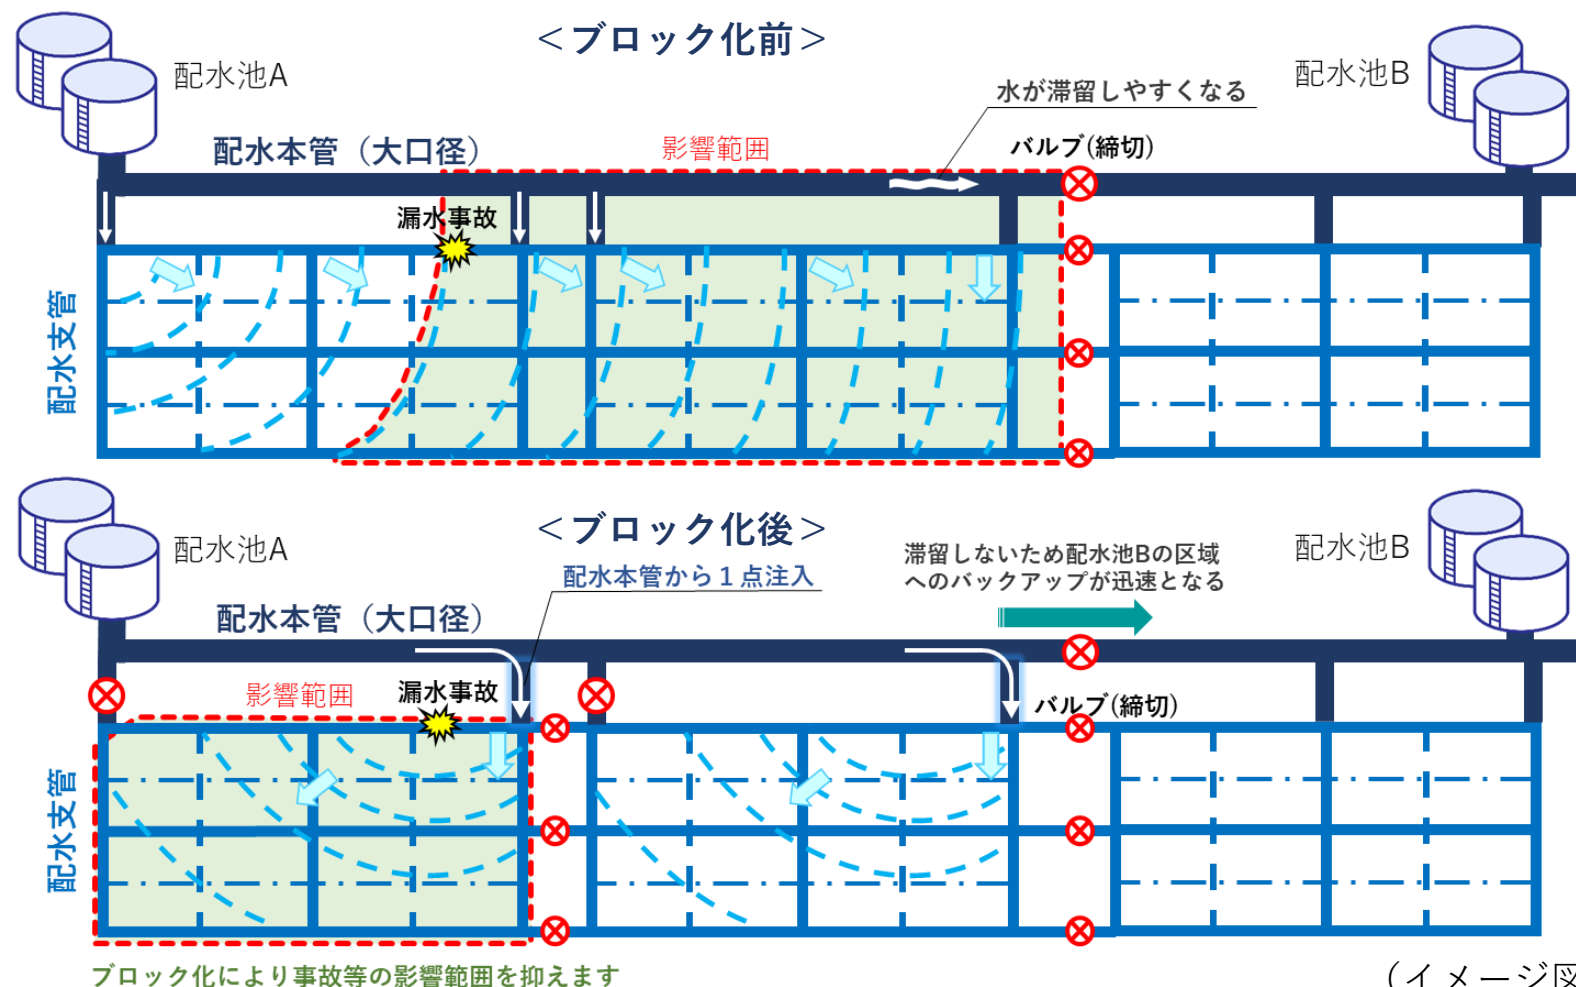 ＜ブロック化前＞
配水池A
配水池B
水が滞留しやすくなる
配水本管（大口径）
影響範囲
バルブ(締切)
漏水事故
配水支管
＜ブロック化後＞
配水池A
配水池B
滞留しないため配水池Bの区域
へのバックアップが迅速となる
配水本管から１点注入
配水本管（大口径）
影響範囲
漏水事故
バルブ(締切)
配水支管
ブロック化により事故等の影響範囲を抑えます
（イメージ図